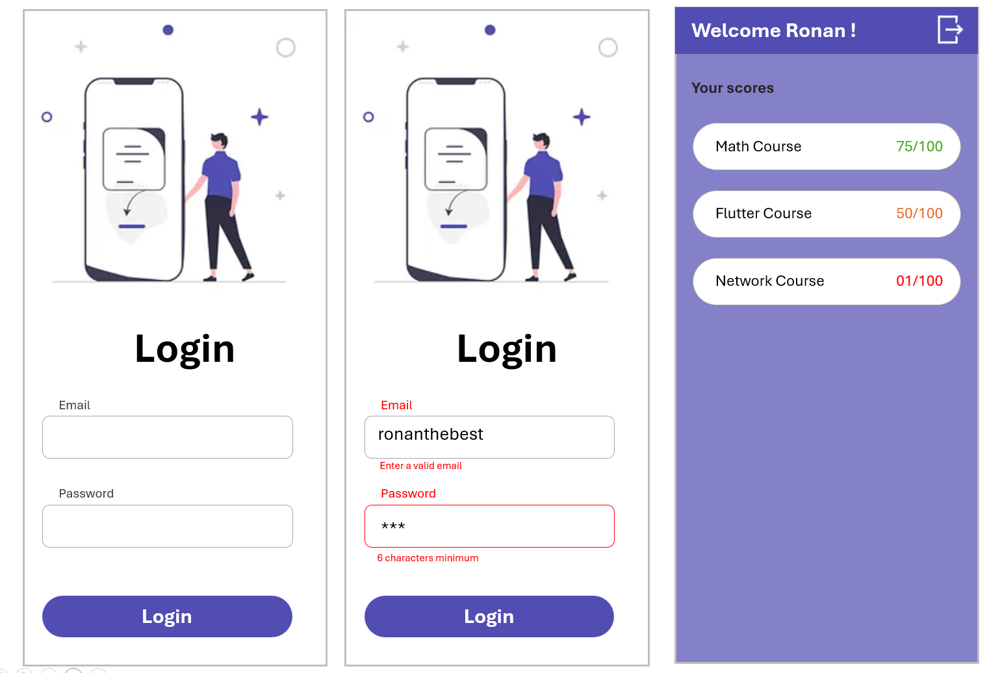 Login
Email
Password
Login
Login
Email
ronanthebest
Enter a valid email
Password
***
6 characters minimum
Login
Welcome Ronan !
Your scores
Math Course 75/100
Flutter Course 50/100
Network Course 01/100